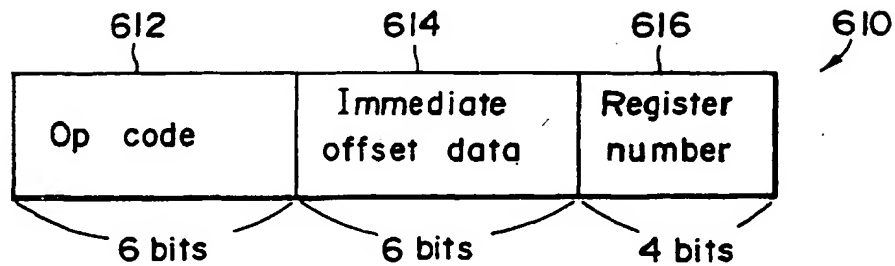 612 614 616 610
Op code
Immediate offset data
Register number
6 bits 6 bits 4 bits